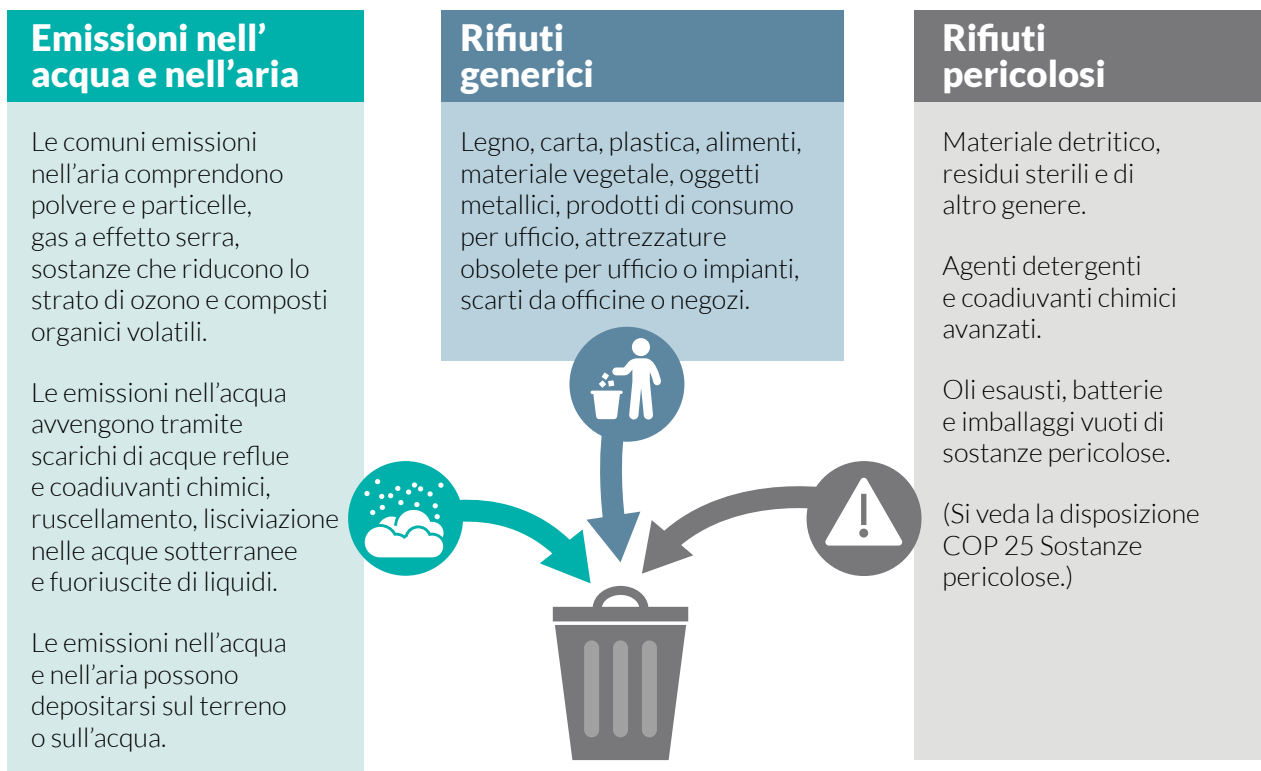 Emissioni nell'
acqua e nell'aria
Le comuni emissioni
nell'aria comprendono
polvere e particelle,
gas a effetto serra,
sostanze che riducono lo
strato di ozono e composti
organici volatili.
Le emissioni nell'acqua
avvengono tramite
scarichi di acque reflue
e coadiuvanti chimici,
ruscellamento, lisciviazione
nelle acque sotterranee
e fuoriuscite di liquidi.
Le emissioni nell'acqua
e nell'aria possono
depositarsi sul terreno
o sull'acqua.
Rifiuti
generici
Legno, carta, plastica, alimenti,
materiale vegetale, oggetti
metallici, prodotti di consumo
per ufficio, attrezzature
obsolete per ufficio o impianti,
scarti da officine o negozi.
Rifiuti
pericolosi
Materiale detritico,
residui sterili e di
altro genere.
Agenti detergenti
e coadiuvanti chimici
avanzati.
Oli esausti, batterie
e imballaggi vuoti di
sostanze pericolose.
(Si veda la disposizione
COP 25 Sostanze
pericolose.)